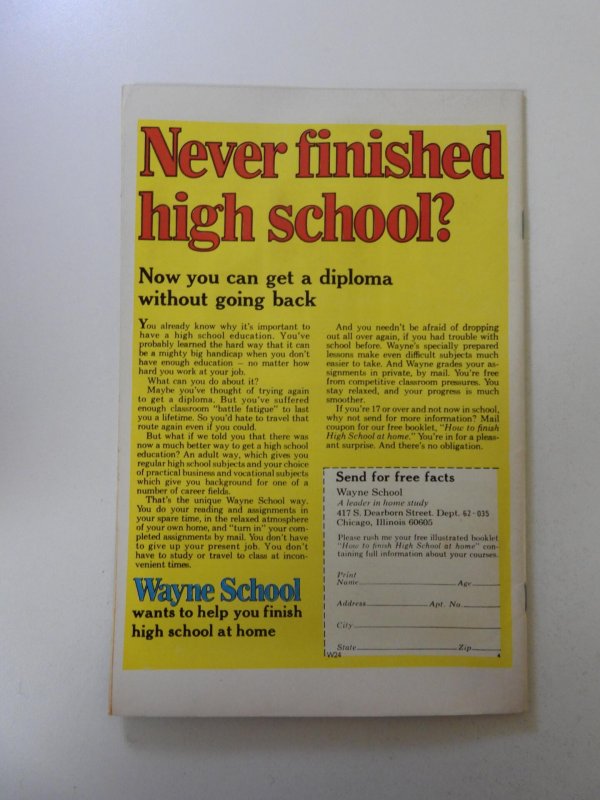 Never finished
high school?
Now you can get a diploma
without going back
You already know why it's important to
have a high school education. You've
probably learned the hard way that it can
be a mighty big handicap when you don't
have enough education — no matter how
hard you work at your job.
What can you do about it?
Maybe you've thought of trying again
to get a diploma. But you've suffered
enough classroom "battle fatigue" to last
you a lifetime. So you'd hate to travel that
route again even if you could.
But what if we told you that there was
now a much better way to get a high school
education? An adult way, which gives you
regular high school subjects and your choice
of practical business and vocational subjects
which give you background for one of a
number of career fields.
That's the unique Wayne School way.
You do your reading and assignments in
your spare time, in the relaxed atmosphere
of your own home, and "turn in" your com-
pleted assignments by mail. You don't have
to give up your present job. You don't
have to study or travel to class at incon-
venient times.
Wayne School
wants to help you finish
high school at home
And you needn't be afraid of dropping
out all over again, if you had trouble with
school before. Wayne's specially prepared
lessons make even difficult subjects much
easier to take. And Wayne grades your as-
signments in private, by mail. You're free
from competitive classroom pressures. You
stay relaxed, and your progress is much
smoother.
If you're 17 or over and not now in school,
why not send for more information? Mail
coupon for our free booklet, "How to finish
High School at home." You're in for a pleas-
ant surprise. And there's no obligation.
Send for free facts
Wayne School
A leader in home study
417 S. Dearborn Street. Dept. 62-035
Chicago, Illinois 60605
Please rush me your free illustrated booklet
"How to finish High School at home" con-
taining full information about your courses.
Print
Name Age
Address Apt. No.
City
State Zip
W24 4